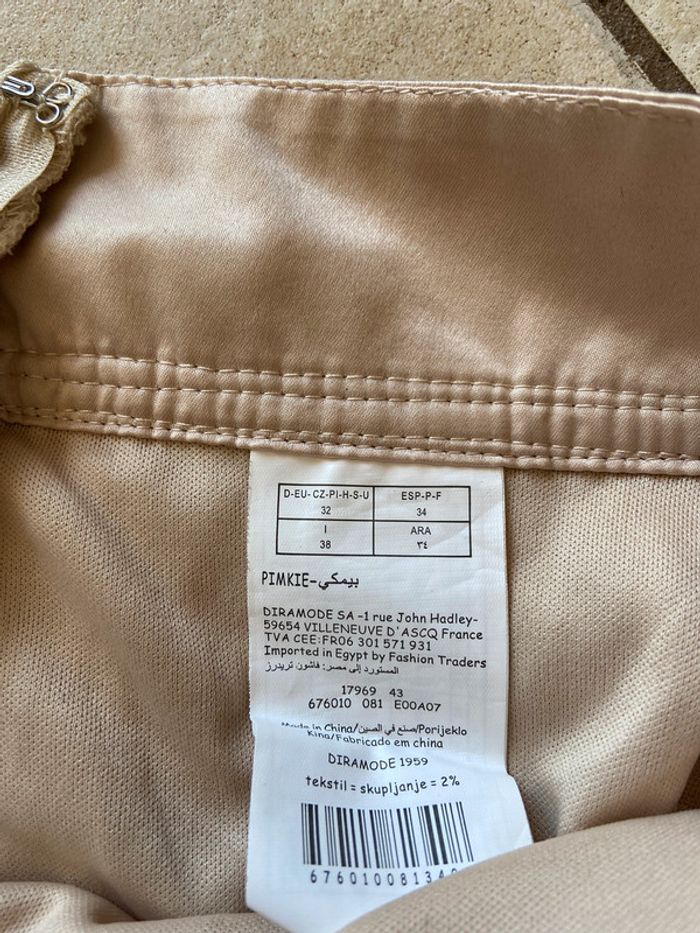 D-EU-CZ-PI-H-S-U ESP-P-F
32 34
I ARA
38 ٣٤
PIMKIE-بيمكي
DIRAMODE SA -1 rue John Hadley-
59654 VILLENEUVE D'ASCQ France
TVA CEE:FR06 301 571 931
Imported in Egypt by Fashion Traders
المستورد إلى مصر: فاشون تريدرز
17969 43
676010 081 E00A07
Made in China/صنع في الصين/Porijeklo
Kina/Fabricado em china
DIRAMODE 1959
tekstil = skupljanje = 2%
67601008134